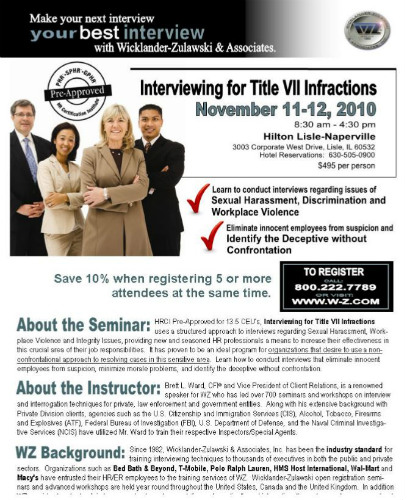 Make your next interview
your best interview
with Wicklander-Zulawski & Associates.
WZ
PHR - SPHR - GPHR
Pre-Approved
HR Certification Institute
Interviewing for Title VII Infractions
November 11-12, 2010
8:30 am - 4:30 pm
Hilton Lisle-Naperville
3003 Corporate West Drive, Lisle, IL 60532
Hotel Reservations: 630-505-0900
$495 per person
Learn to conduct interviews regarding issues of
Sexual Harassment, Discrimination and
Workplace Violence
Eliminate innocent employees from suspicion and
Identify the Deceptive without
Confrontation
Save 10% when registering 5 or more
attendees at the same time.
TO REGISTER
CALL:
800.222.7789
OR VISIT:
WWW.W-Z.COM
About the Seminar: HRCI Pre-Approved for 13.5 CEU's, Interviewing for Title VII Infractions
uses a structured approach to interviews regarding Sexual Harassment, Work-
place Violence and Integrity Issues, providing new and seasoned HR professionals a means to increase their effectiveness in
this crucial area of their job responsibilities. It has proven to be an ideal program for organizations that desire to use a non-
confrontational approach to resolving cases in this sensitive area. Learn how to conduct interviews that eliminate innocent
employees from suspicion, minimize morale problems, and identify the deceptive without confrontation.
About the Instructor: Brett L. Ward, CFI® and Vice President of Client Relations, is a renowned
speaker for WZ who has led over 700 seminars and workshops on interview
and interrogation techniques for private, law enforcement and government entities. Along with his extensive background with
Private Division clients, agencies such as the U.S. Citizenship and Immigration Services (CIS), Alcohol, Tobacco, Firearms
and Explosives (ATF), Federal Bureau of Investigation (FBI), U.S. Department of Defense, and the Naval Criminal Investiga-
tive Services (NCIS) have utilized Mr. Ward to train their respective Inspectors/Special Agents.
WZ Background: Since 1982, Wicklander-Zulawski & Associates, Inc. has been the industry standard for
training interviewing techniques to thousands of executives in both the public and private
sectors. Organizations such as Bed Bath & Beyond, T-Mobile, Polo Ralph Lauren, HMS Host International, Wal-Mart and
Macy's have entrusted their HR/ER employees to the training services of WZ. Wicklander-Zulawski open registration semi-
nars and advanced workshops are held year round throughout the United States, Canada and the United Kingdom. In addition